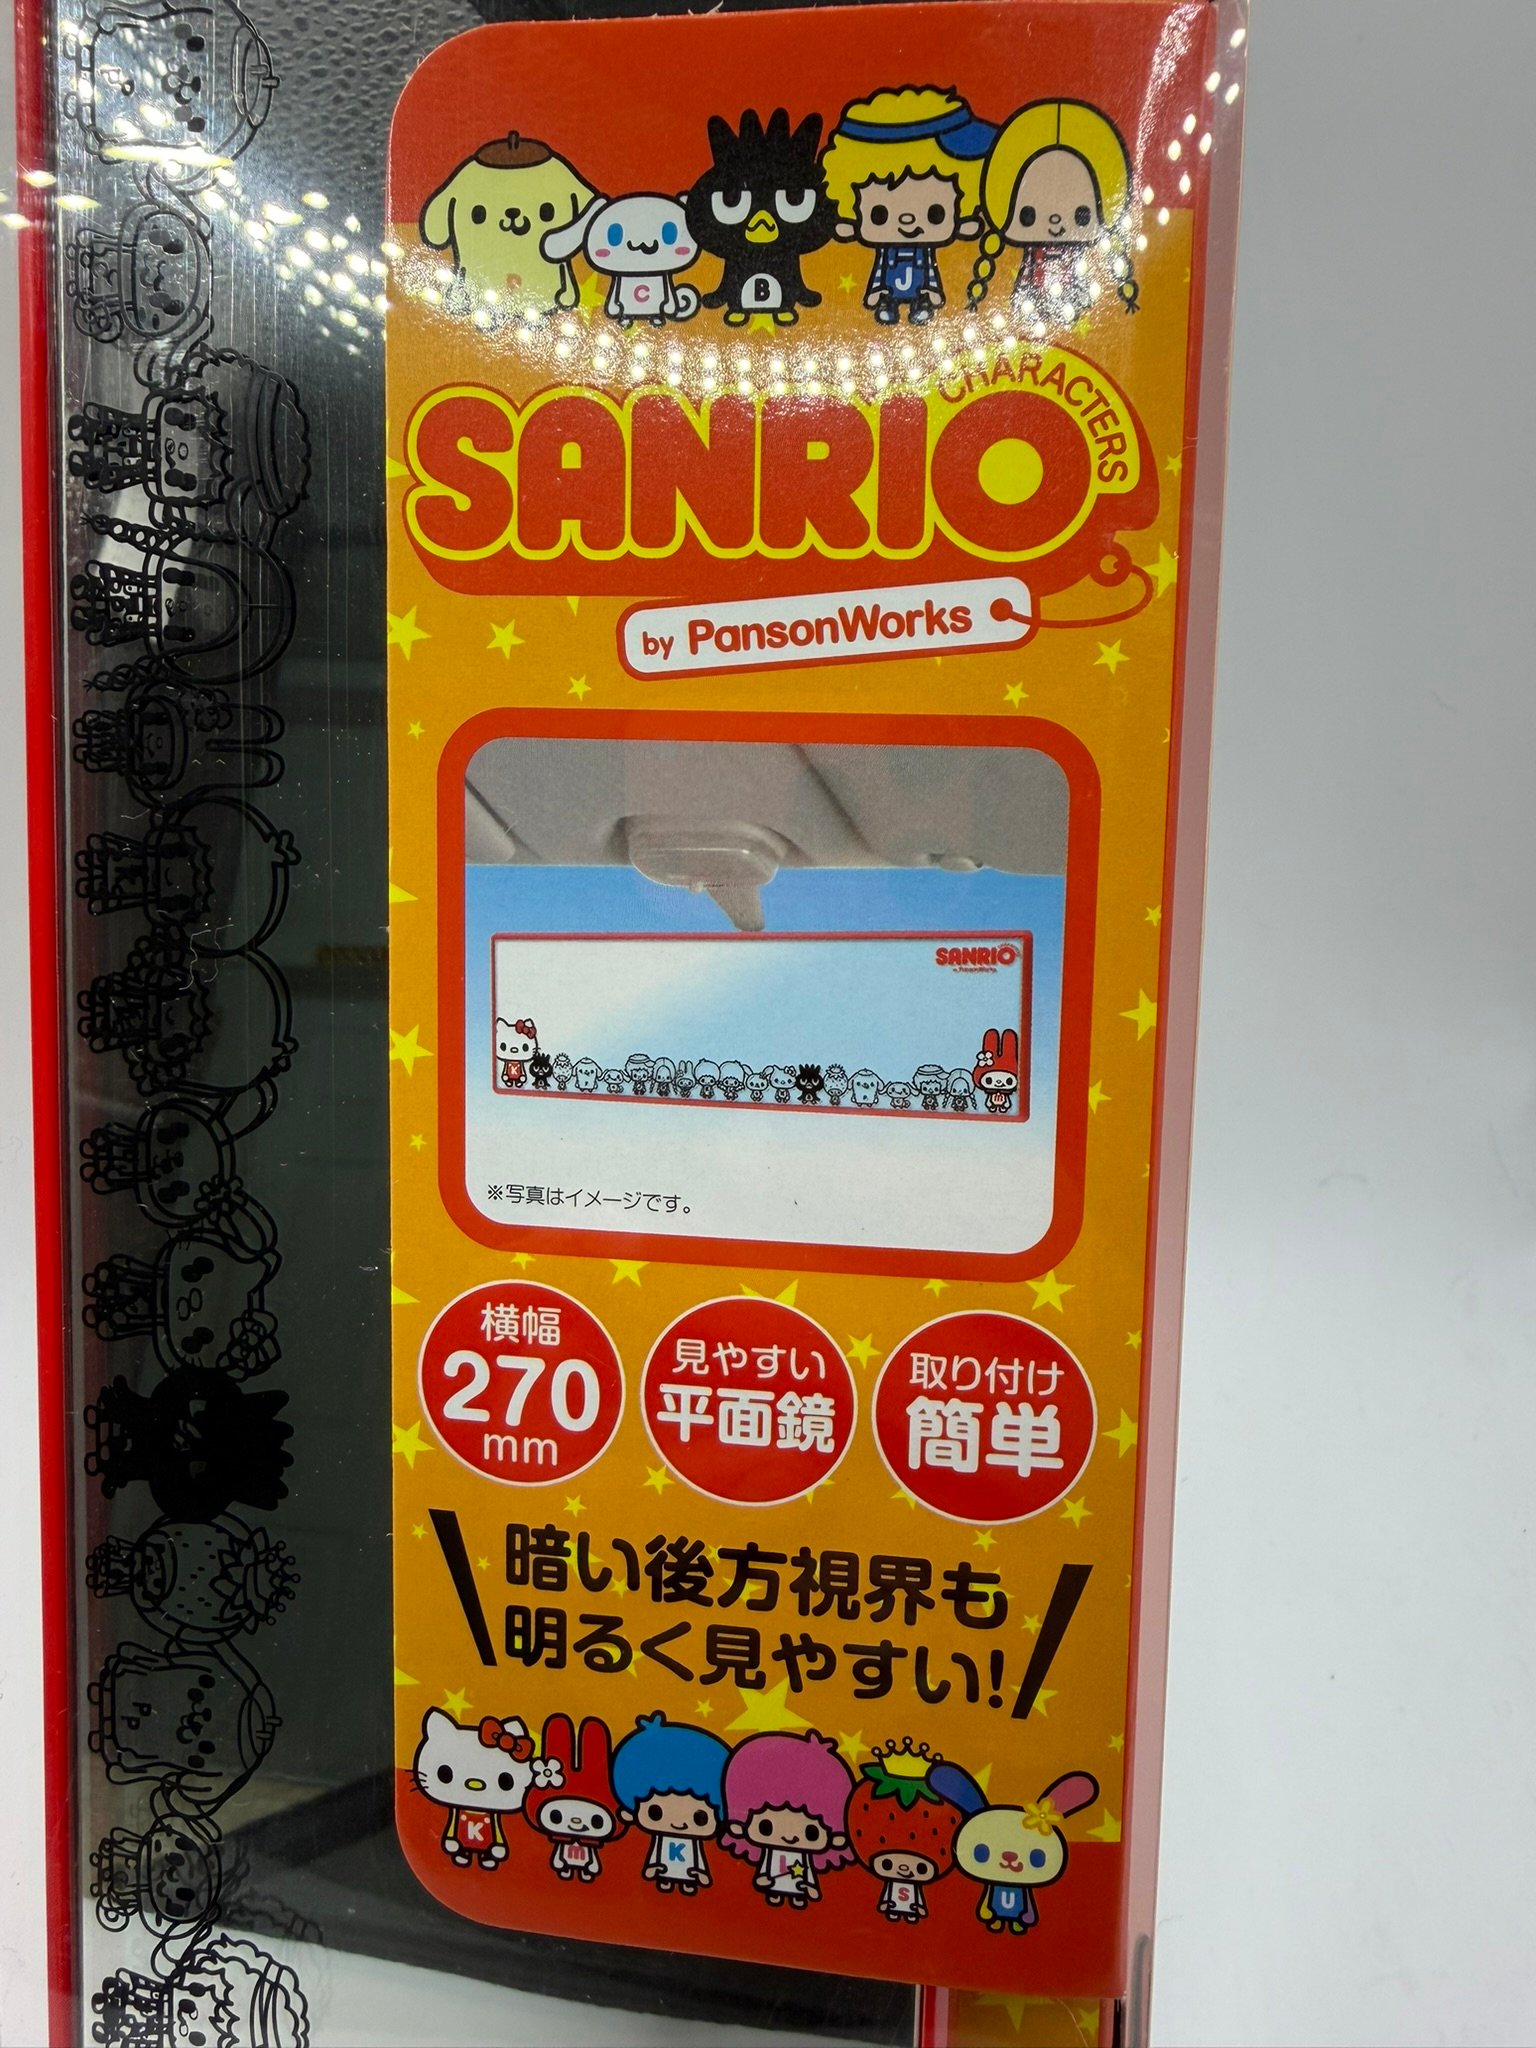 C B J
CHARACTERS
SANRIO
by PansonWorks
SANRIO
K
m
※写真はイメージです。
横幅
270
mm
見やすい
平面鏡
取り付け
簡単
暗い後方視界も
明るく見やすい!
K m K L S U